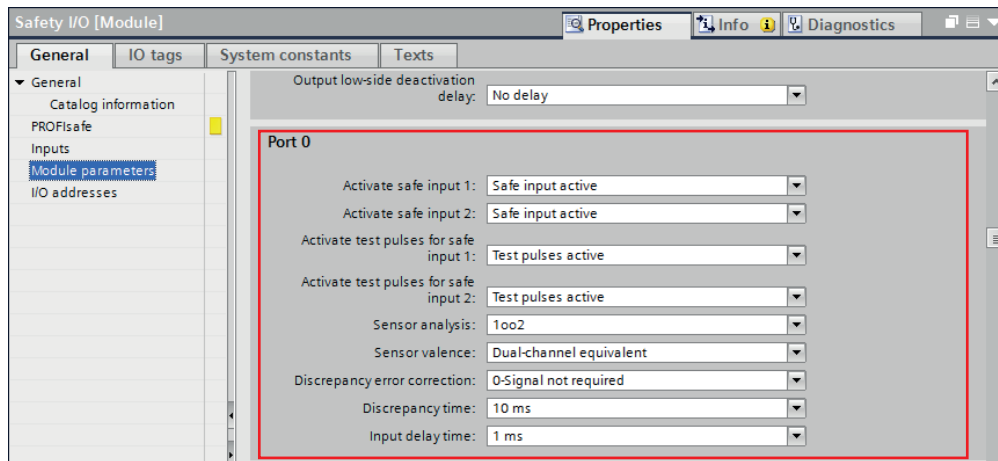 Safety I/O [Module]
Properties
Info
Diagnostics
General
IO tags
System constants
Texts
General
Catalog information
PROFIsafe
Inputs
Module parameters
I/O addresses
Output low-side deactivation
delay: No delay
Port 0
Activate safe input 1: Safe input active
Activate safe input 2: Safe input active
Activate test pulses for safe
input 1: Test pulses active
Activate test pulses for safe
input 2: Test pulses active
Sensor analysis: 1oo2
Sensor valence: Dual-channel equivalent
Discrepancy error correction: 0-Signal not required
Discrepancy time: 10 ms
Input delay time: 1 ms